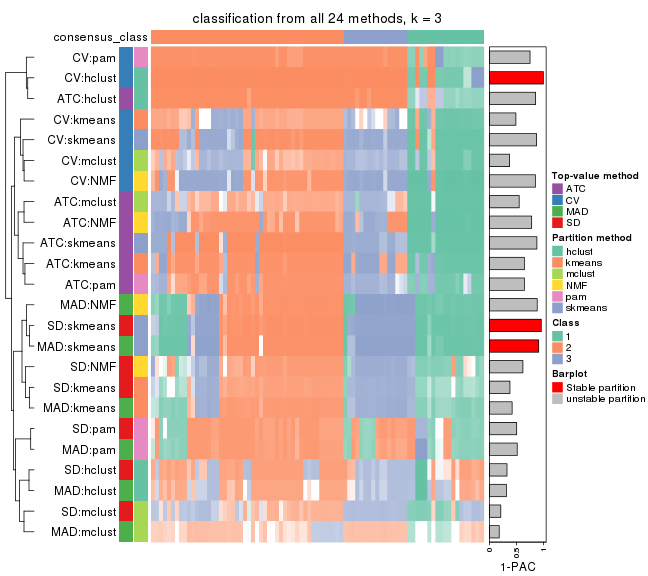 classification from all 24 methods, k = 3
consensus_class
CV:pam
CV:hclust
ATC:hclust
CV:kmeans
CV:skmeans
CV:mclust
CV:NMF
ATC:mclust
ATC:NMF
ATC:skmeans
ATC:kmeans
ATC:pam
MAD:NMF
SD:skmeans
MAD:skmeans
SD:NMF
SD:kmeans
MAD:kmeans
SD:pam
MAD:pam
SD:hclust
MAD:hclust
SD:mclust
MAD:mclust
0
0.5
1
1-PAC
Top-value method
ATC
CV
MAD
SD
Partition method
hclust
kmeans
mclust
NMF
pam
skmeans
Class
1
2
3
Barplot
Stable partition
unstable partition